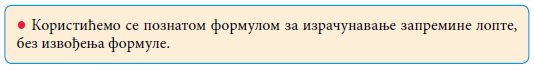 ● Користићемо се познатом формулом за израчунавање запремине лопте,
без извођења формуле.